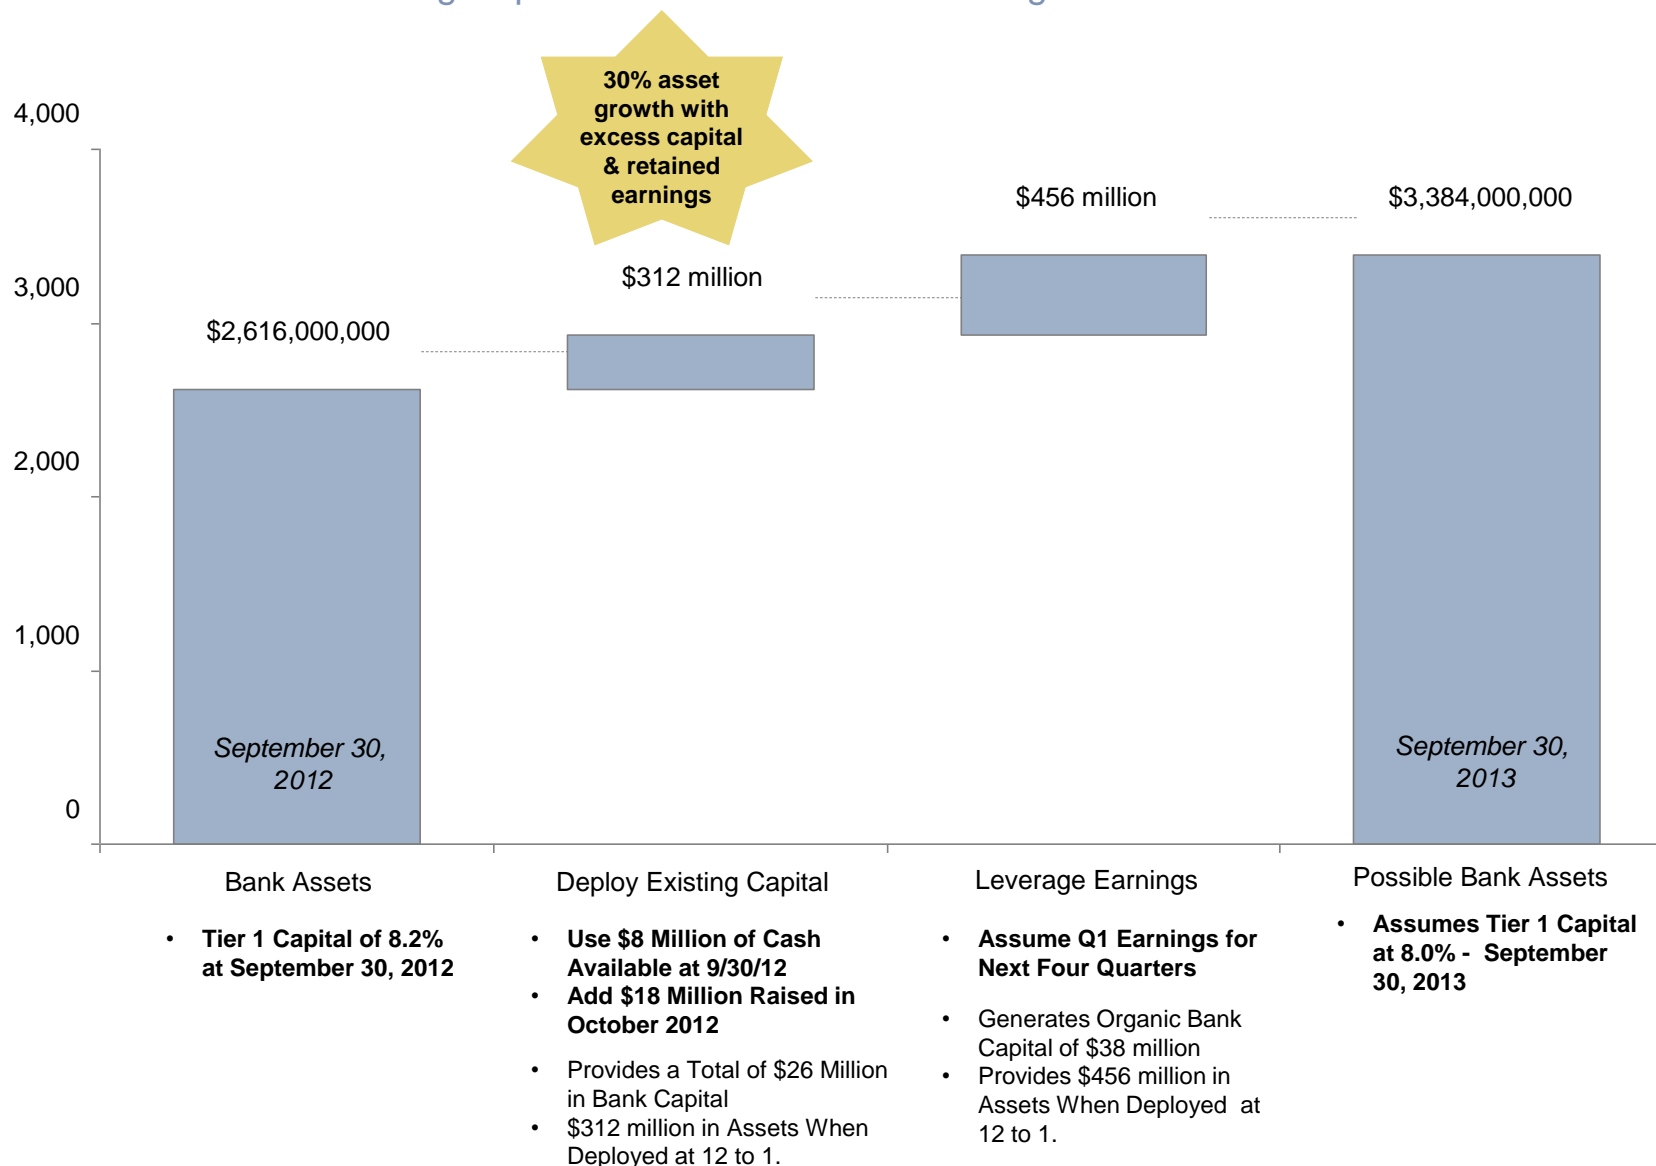 30% asset
growth with
excess capital
& retained
earnings
4,000
3,000
2,000
1,000
0
$2,616,000,000
$312 million
$456 million
$3,384,000,000
September 30,
2012
September 30,
2013
Bank Assets
• Tier 1 Capital of 8.2%
at September 30, 2012
Deploy Existing Capital
• Use $8 Million of Cash
Available at 9/30/12
• Add $18 Million Raised in
October 2012
• Provides a Total of $26 Million
in Bank Capital
• $312 million in Assets When
Deployed at 12 to 1.
Leverage Earnings
• Assume Q1 Earnings for
Next Four Quarters
• Generates Organic Bank
Capital of $38 million
• Provides $456 million in
Assets When Deployed at
12 to 1.
Possible Bank Assets
• Assumes Tier 1 Capital
at 8.0% - September
30, 2013